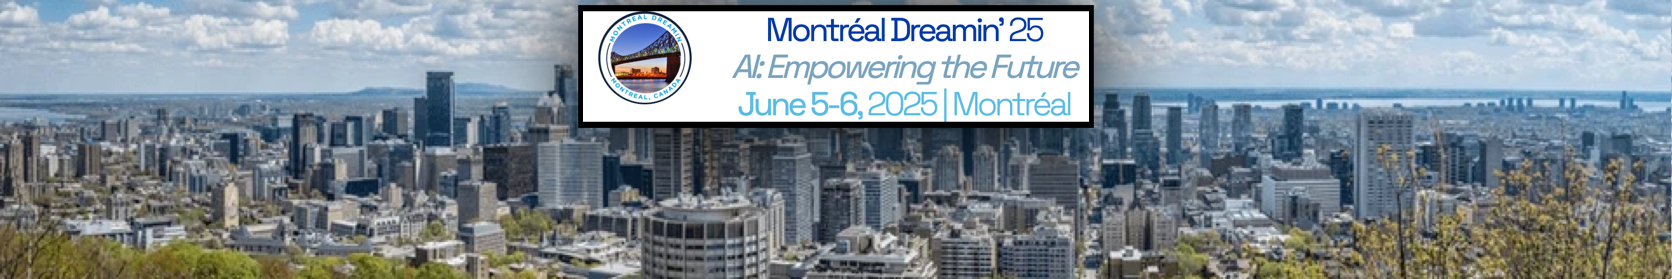 MONTREAL DREAMIN
MONTREAL, CANADA
Montréal Dreamin' 25
AI: Empowering the Future
June 5-6, 2025 | Montréal